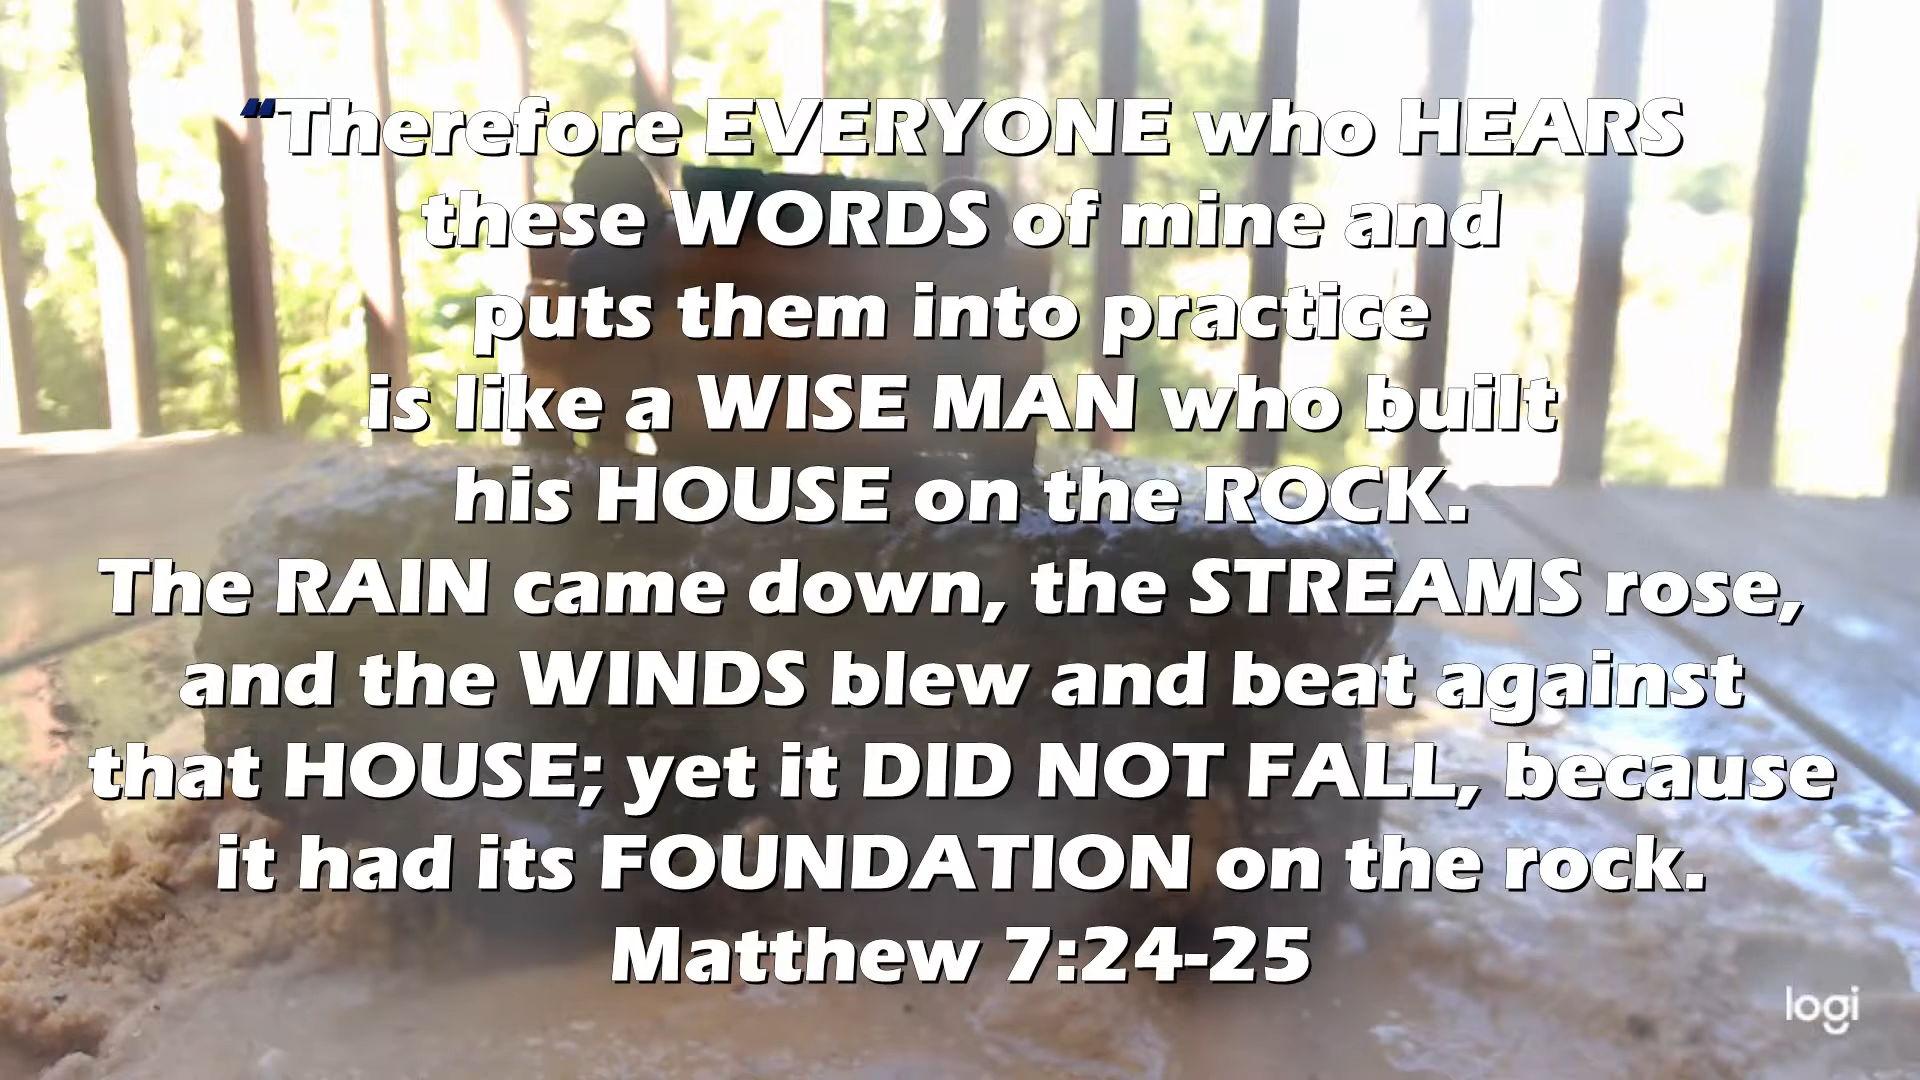 “Therefore EVERYONE who HEARS
these WORDS of mine and
puts them into practice
is like a WISE MAN who built
his HOUSE on the ROCK.
The RAIN came down, the STREAMS rose,
and the WINDS blew and beat against
that HOUSE; yet it DID NOT FALL, because
it had its FOUNDATION on the rock.
Matthew 7:24-25
logi